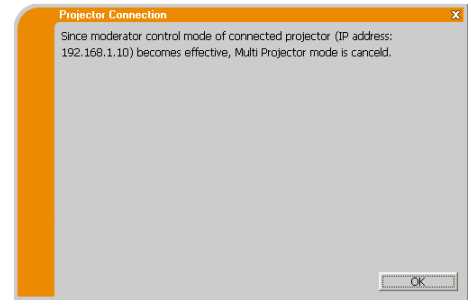 Projector Connection X
Since moderator control mode of connected projector (IP address:
192.168.1.10) becomes effective, Multi Projector mode is canceld.
OK